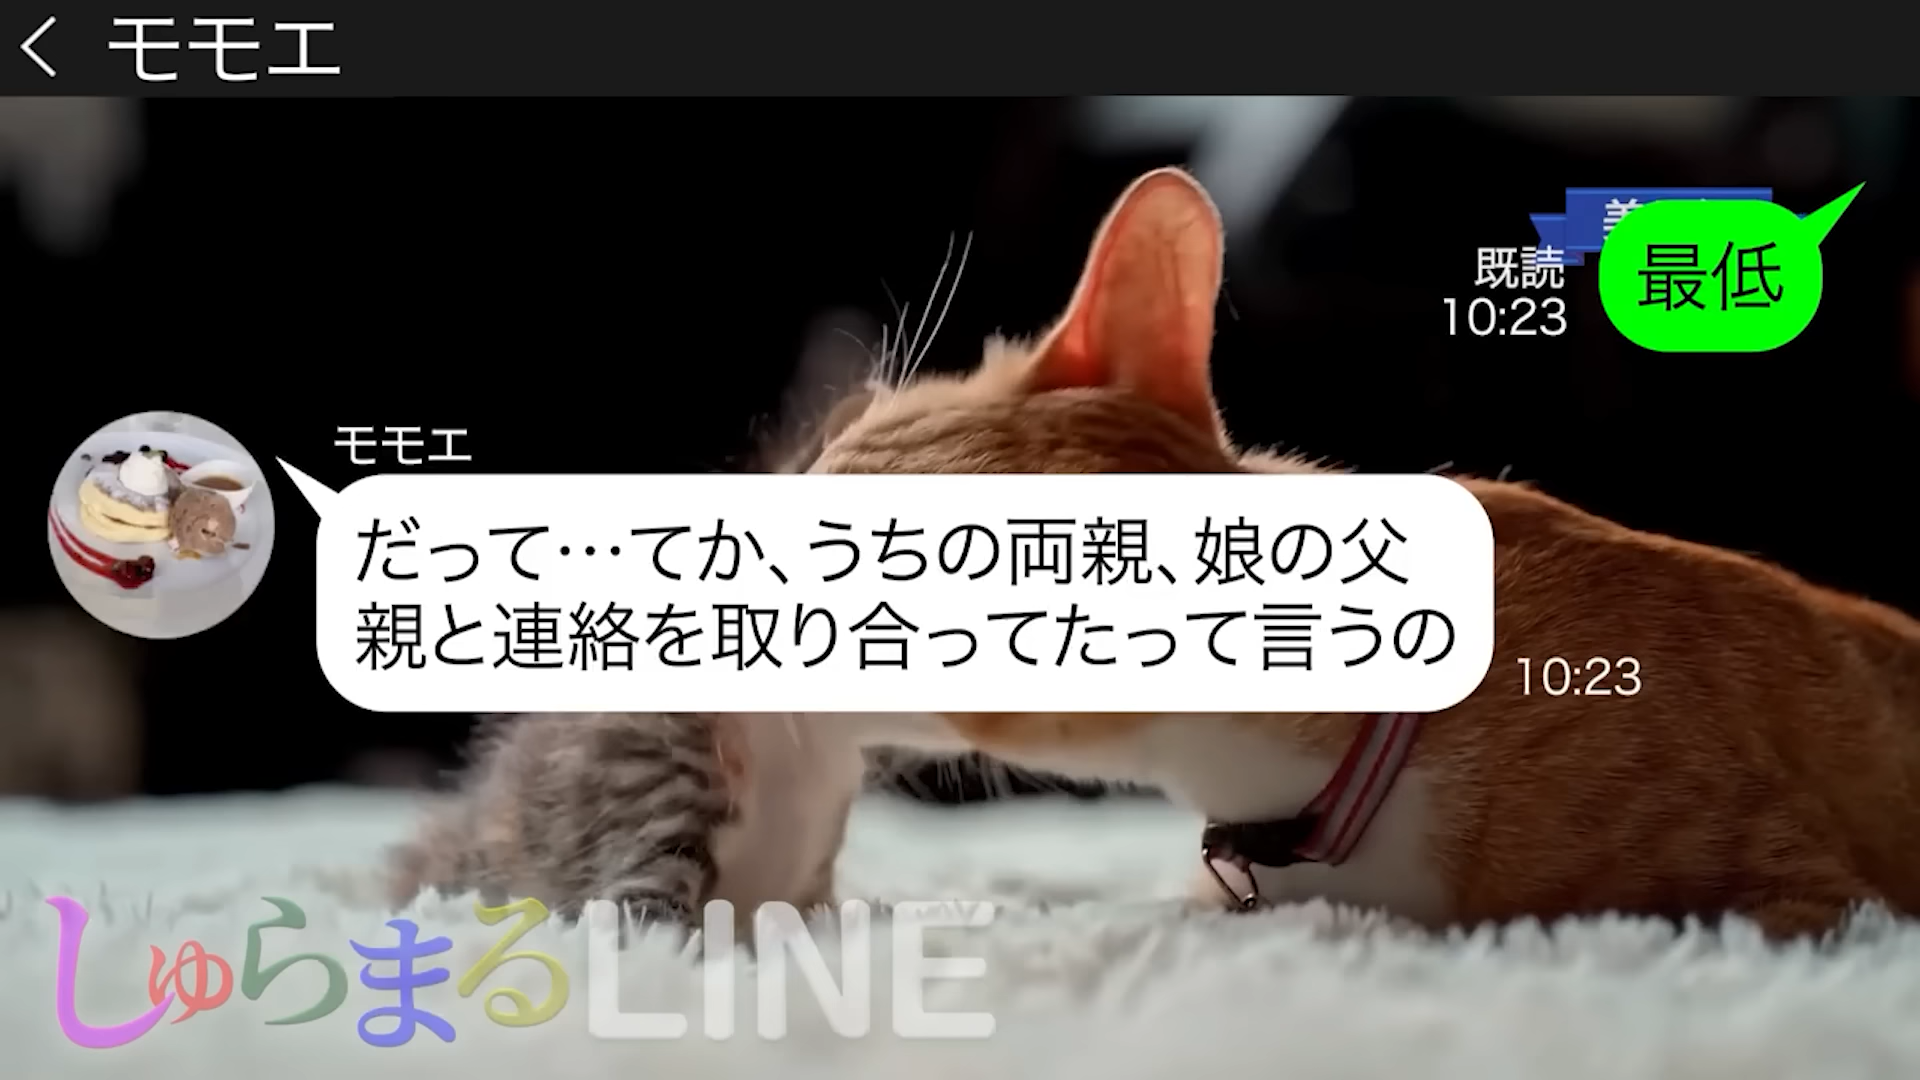 モモエ
既読
10:23
最低
モモエ
だって…てか、うちの両親、娘の父
親と連絡を取り合ってたって言うの
10:23
しゅらまるLINE